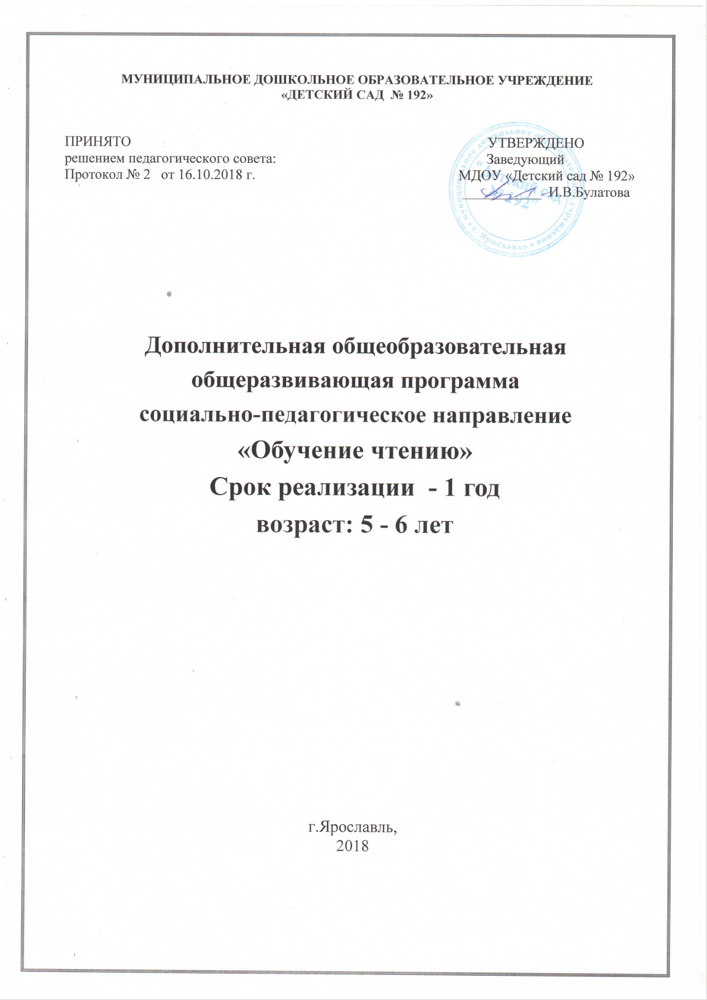 МУНИЦИПАЛЬНОЕ ДОШКОЛЬНОЕ ОБРАЗОВАТЕЛЬНОЕ УЧРЕЖДЕНИЕ
«ДЕТСКИЙ САД № 192»
ПРИНЯТО
решением педагогического совета:
Протокол № 2 от 16.10.2018 г.
УТВЕРЖДЕНО
Заведующий
МДОУ «Детский сад № 192»
____________ И.В.Булатова
муниципальное дошкольное образовательное учреждение • г. Ярославль •
“Детский сад
№ 192”
Дополнительная общеобразовательная
общеразвивающая программа
социально-педагогическое направление
«Обучение чтению»
Срок реализации - 1 год
возраст: 5 - 6 лет
г.Ярославль,
2018